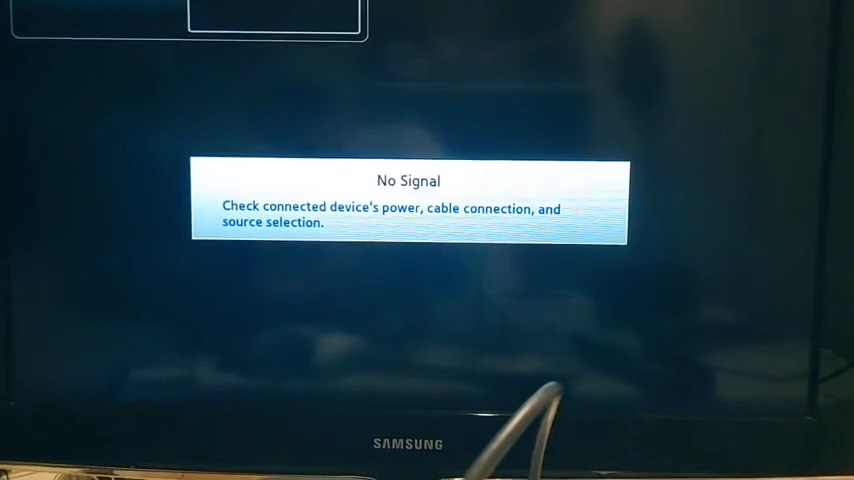 No Signal
Check connected device's power, cable connection, and
source selection.
SAMSUNG